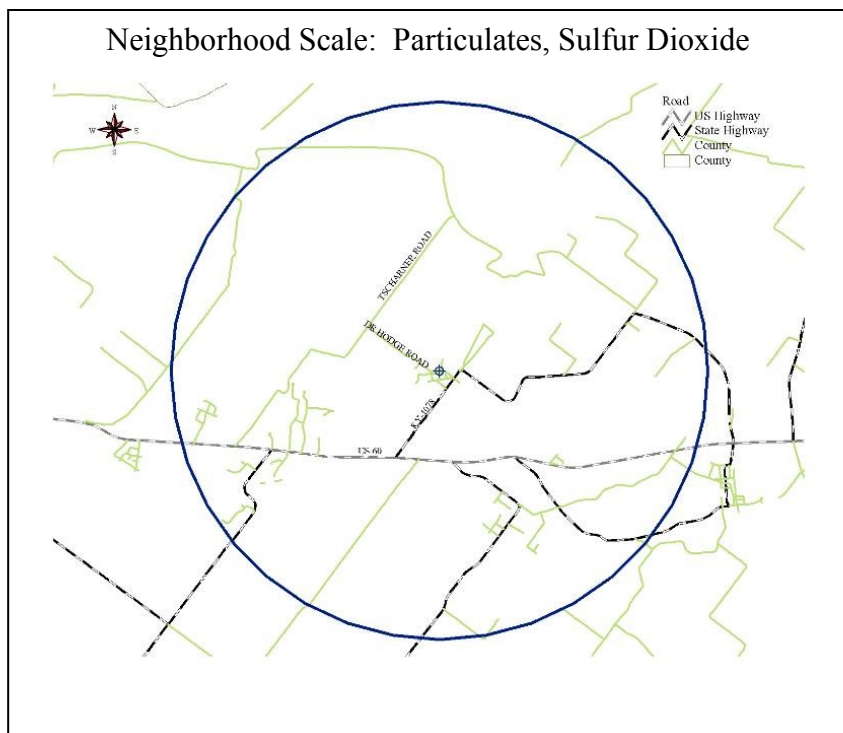 Neighborhood Scale:  Particulates, Sulfur Dioxide
N
W E
S
Road
US Highway
State Highway
County
County
TSCHARNER ROAD
DR HODGE ROAD
KY-1078
US 60